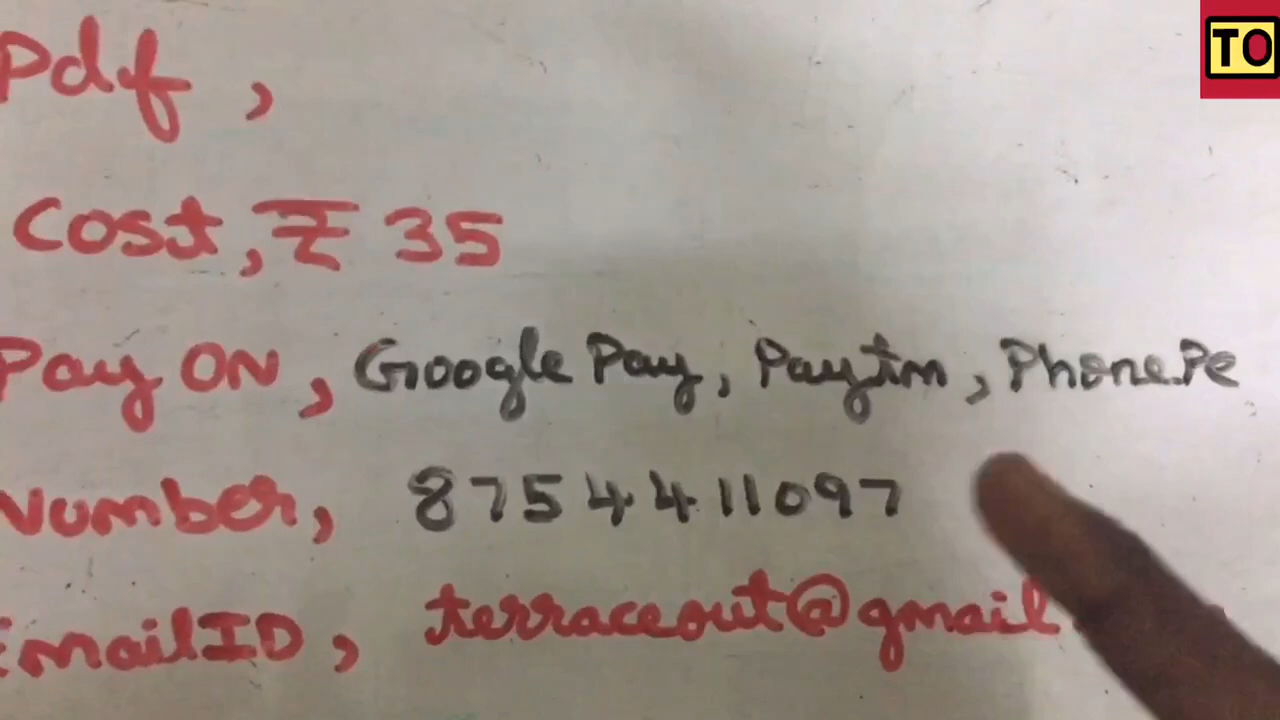 TO
Pdf,
Cost, ₹ 35
Pay ON, Google Pay, Paytm, PhonePe
Number, 8754411097
EmailID, terraceout@gmail